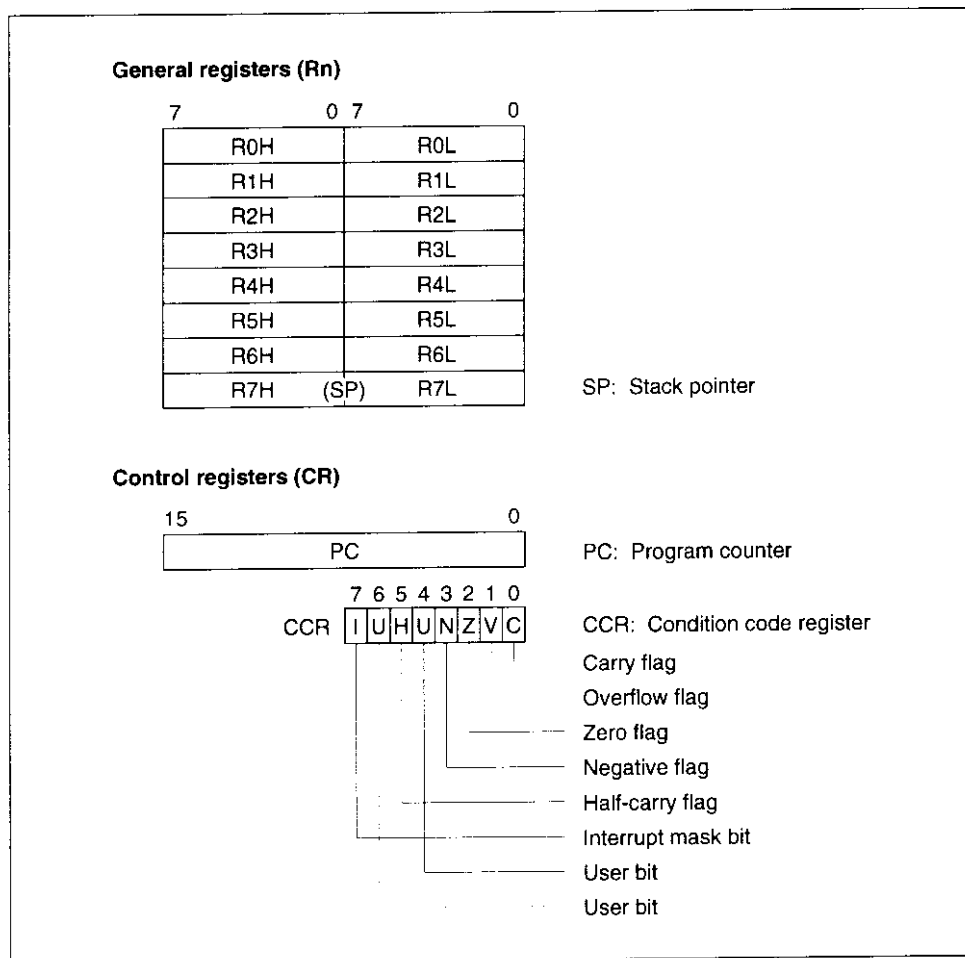 General registers (Rn)
7 0 7 0
R0H R0L
R1H R1L
R2H R2L
R3H R3L
R4H R4L
R5H R5L
R6H R6L
R7H (SP) R7L SP: Stack pointer
Control registers (CR)
15 0
PC PC: Program counter
7 6 5 4 3 2 1 0
CCR I U H U N Z V C CCR: Condition code register
Carry flag
Overflow flag
Zero flag
Negative flag
Half-carry flag
Interrupt mask bit
User bit
User bit